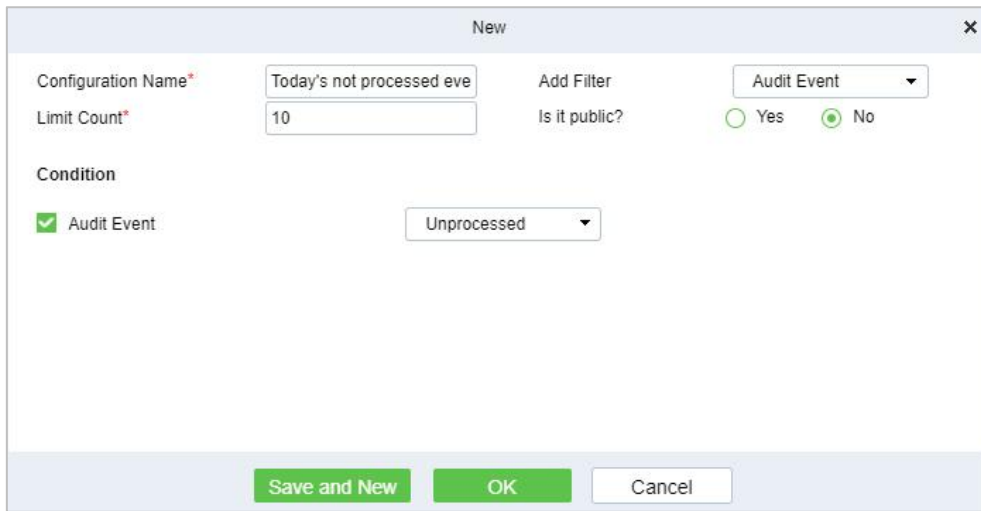 New
Configuration Name*
Today's not processed eve
Add Filter
Audit Event
Limit Count*
10
Is it public?
Yes
No
Condition
Audit Event
Unprocessed
Save and New
OK
Cancel